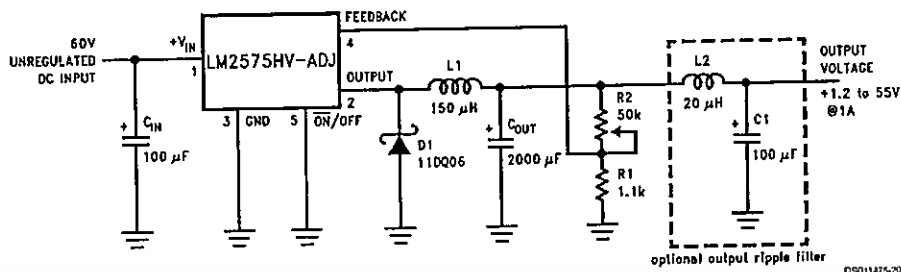 FEEDBACK
60V
UNREGULATED
DC INPUT
+VIN
1
LM2575HV-ADJ
4
OUTPUT
2
3
GND
5
ON/OFF
CIN
100 μF
+
D1
11DQ06
L1
150 μH
+
COUT
2000 μF
R2
50k
R1
1.1k
L2
20 μH
+
C1
100 μF
OUTPUT
VOLTAGE
+1.2 to 55V
@1A
optional output ripple filter